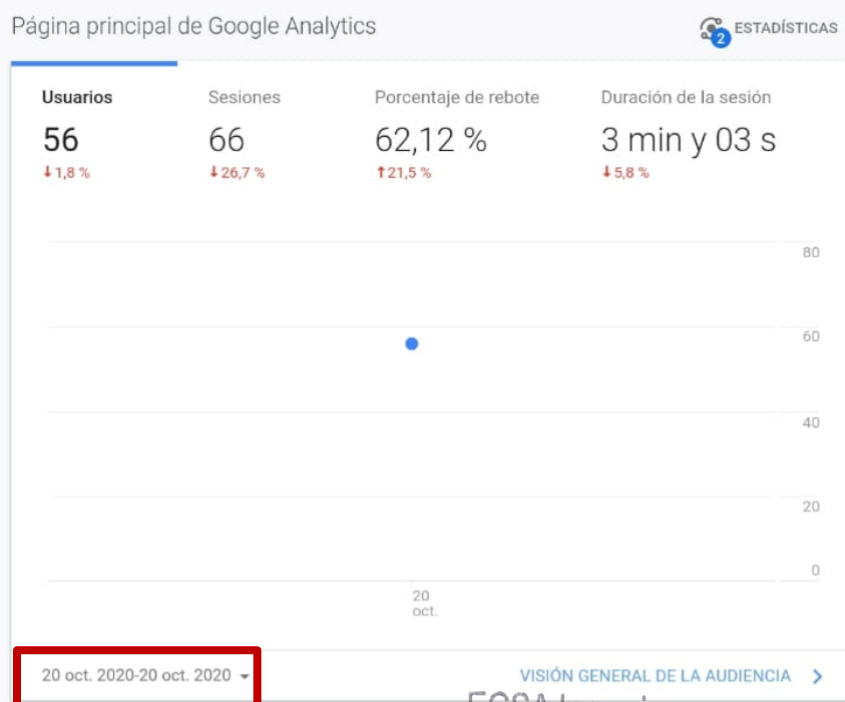 Página principal de Google Analytics
2 ESTADÍSTICAS
Usuarios Sesiones Porcentaje de rebote Duración de la sesión
56 66 62,12 % 3 min y 03 s
↓1,8 % ↓26,7 % ↑21,5 % ↓5,8 %
80
60
40
20
0
20
oct.
20 oct. 2020-20 oct. 2020
VISIÓN GENERAL DE LA AUDIENCIA